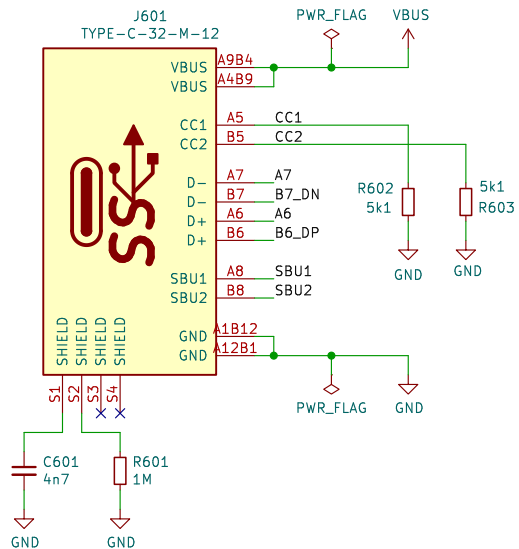 J601
TYPE-C-32-M-12
PWR_FLAG
VBUS
VBUS A9B4
VBUS A4B9
CC1 A5 CC1
CC2 B5 CC2
D- A7 A7
D- B7 B7_DN
D+ A6 A6
D+ B6 B6_DP
SS
SBU1 A8 SBU1
SBU2 B8 SBU2
R602
5k1
5k1
R603
GND
GND
GND A1B12
GND A12B1
SHIELD SHIELD SHIELD SHIELD
S1 S2 S3 S4
PWR_FLAG
GND
C601
4n7
R601
1M
GND
GND